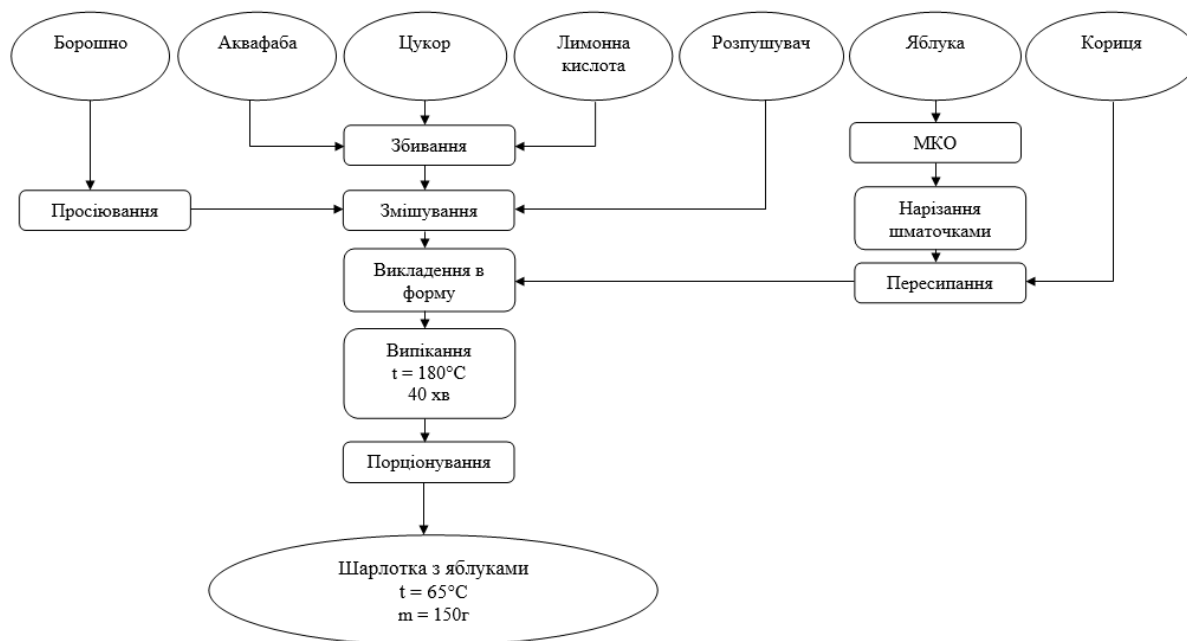 Борошно
Аквафаба
Цукор
Лимонна
кислота
Розпушувач
Яблука
Кориця
Збивання
МКО
Просіювання
Змішування
Нарізання
шматочками
Викладення в
форму
Пересипання
Випікання
t = 180°C
40 хв
Порціонування
Шарлотка з яблуками
t = 65°C
m = 150г